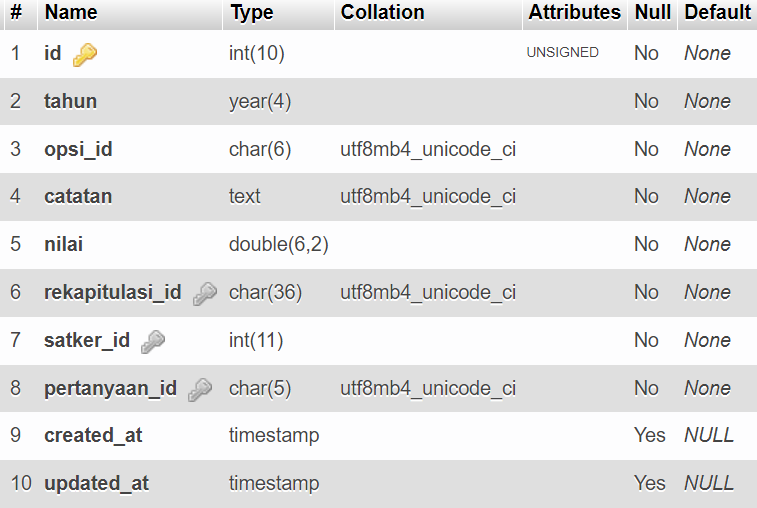 # Name Type Collation Attributes Null Default
1 id int(10) UNSIGNED No None
2 tahun year(4) No None
3 opsi_id char(6) utf8mb4_unicode_ci No None
4 catatan text utf8mb4_unicode_ci No None
5 nilai double(6,2) No None
6 rekapitulasi_id char(36) utf8mb4_unicode_ci No None
7 satker_id int(11) No None
8 pertanyaan_id char(5) utf8mb4_unicode_ci No None
9 created_at timestamp Yes NULL
10 updated_at timestamp Yes NULL